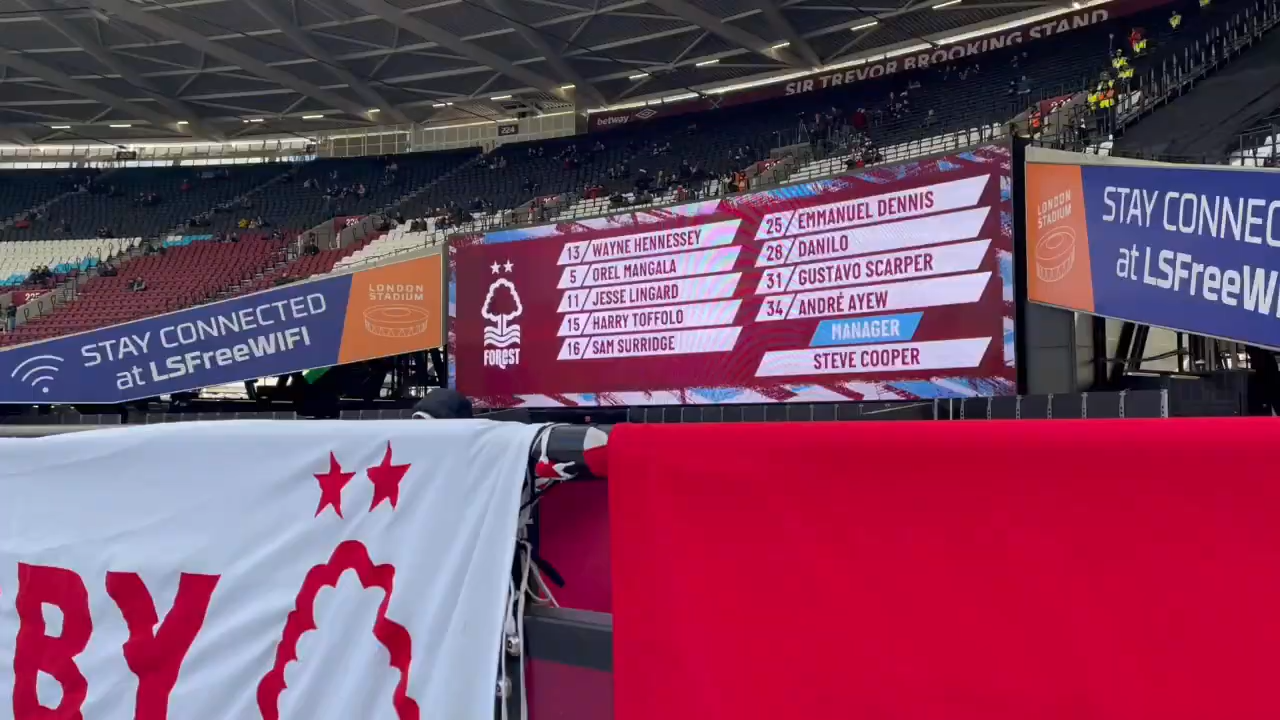 SIR TREVOR BROOKING STAND
betway
224
STAY CONNECTED
at LSFreeWIFI
LONDON
STADIUM
FOREST
13/WAYNE HENNESSEY
5/OREL MANGALA
11/JESSE LINGARD
15/HARRY TOFFOLO
16/SAM SURRIDGE
25/EMMANUEL DENNIS
28/DANILO
31/GUSTAVO SCARPER
34/ANDRÉ AYEW
MANAGER
STEVE COOPER
LONDON
STADIUM
STAY CONNEC
at LSFreeW
BY